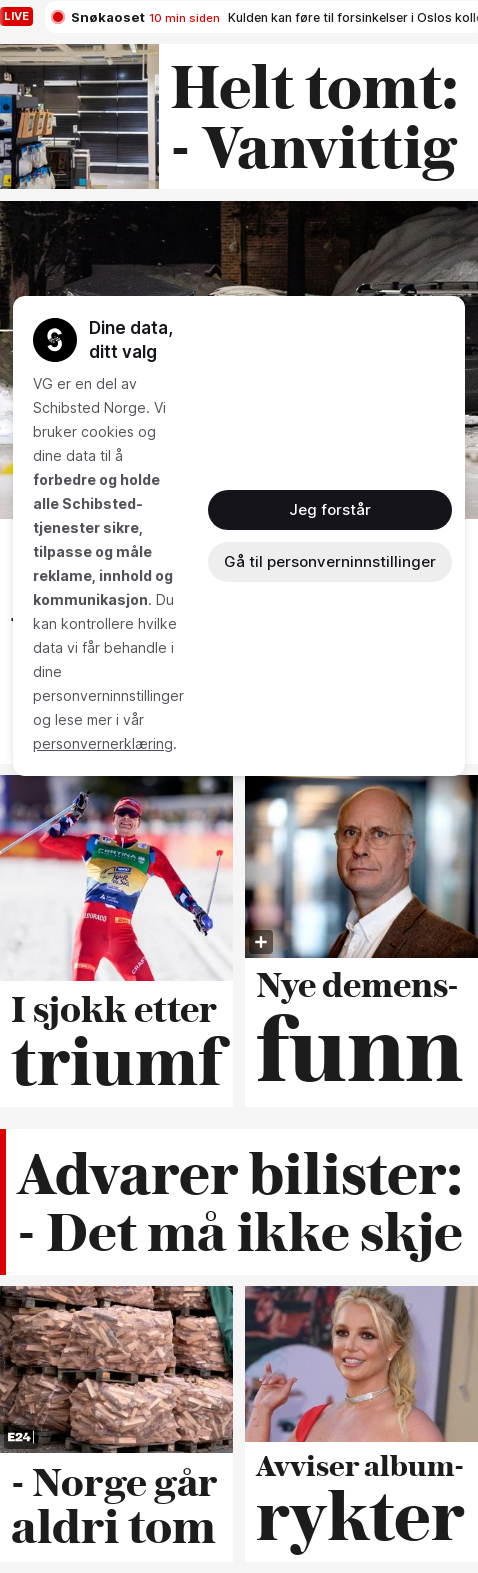 LIVE
Snøkaoset 10 min siden Kulden kan føre til forsinkelser i Oslos
Helt tomt:
- Vanvittig
Dine data,
ditt valg
VG er en del av
Schibsted Norge. Vi
bruker cookies og
dine data til å
forbedre og holde
alle Schibsted-
tjenester sikre,
tilpasse og måle
reklame, innhold og
kommunikasjon. Du
kan kontrollere hvilke
data vi får behandle i
dine
personverninnstillinger
og lese mer i vår
personvernerklæring.
Jeg forstår
Gå til personverninnstillinger
I sjokk etter
triumf
Nye demens-
funn
Advarer bilister:
- Det må ikke skje
E24
- Norge går
aldri tom
Avviser album-
rykter